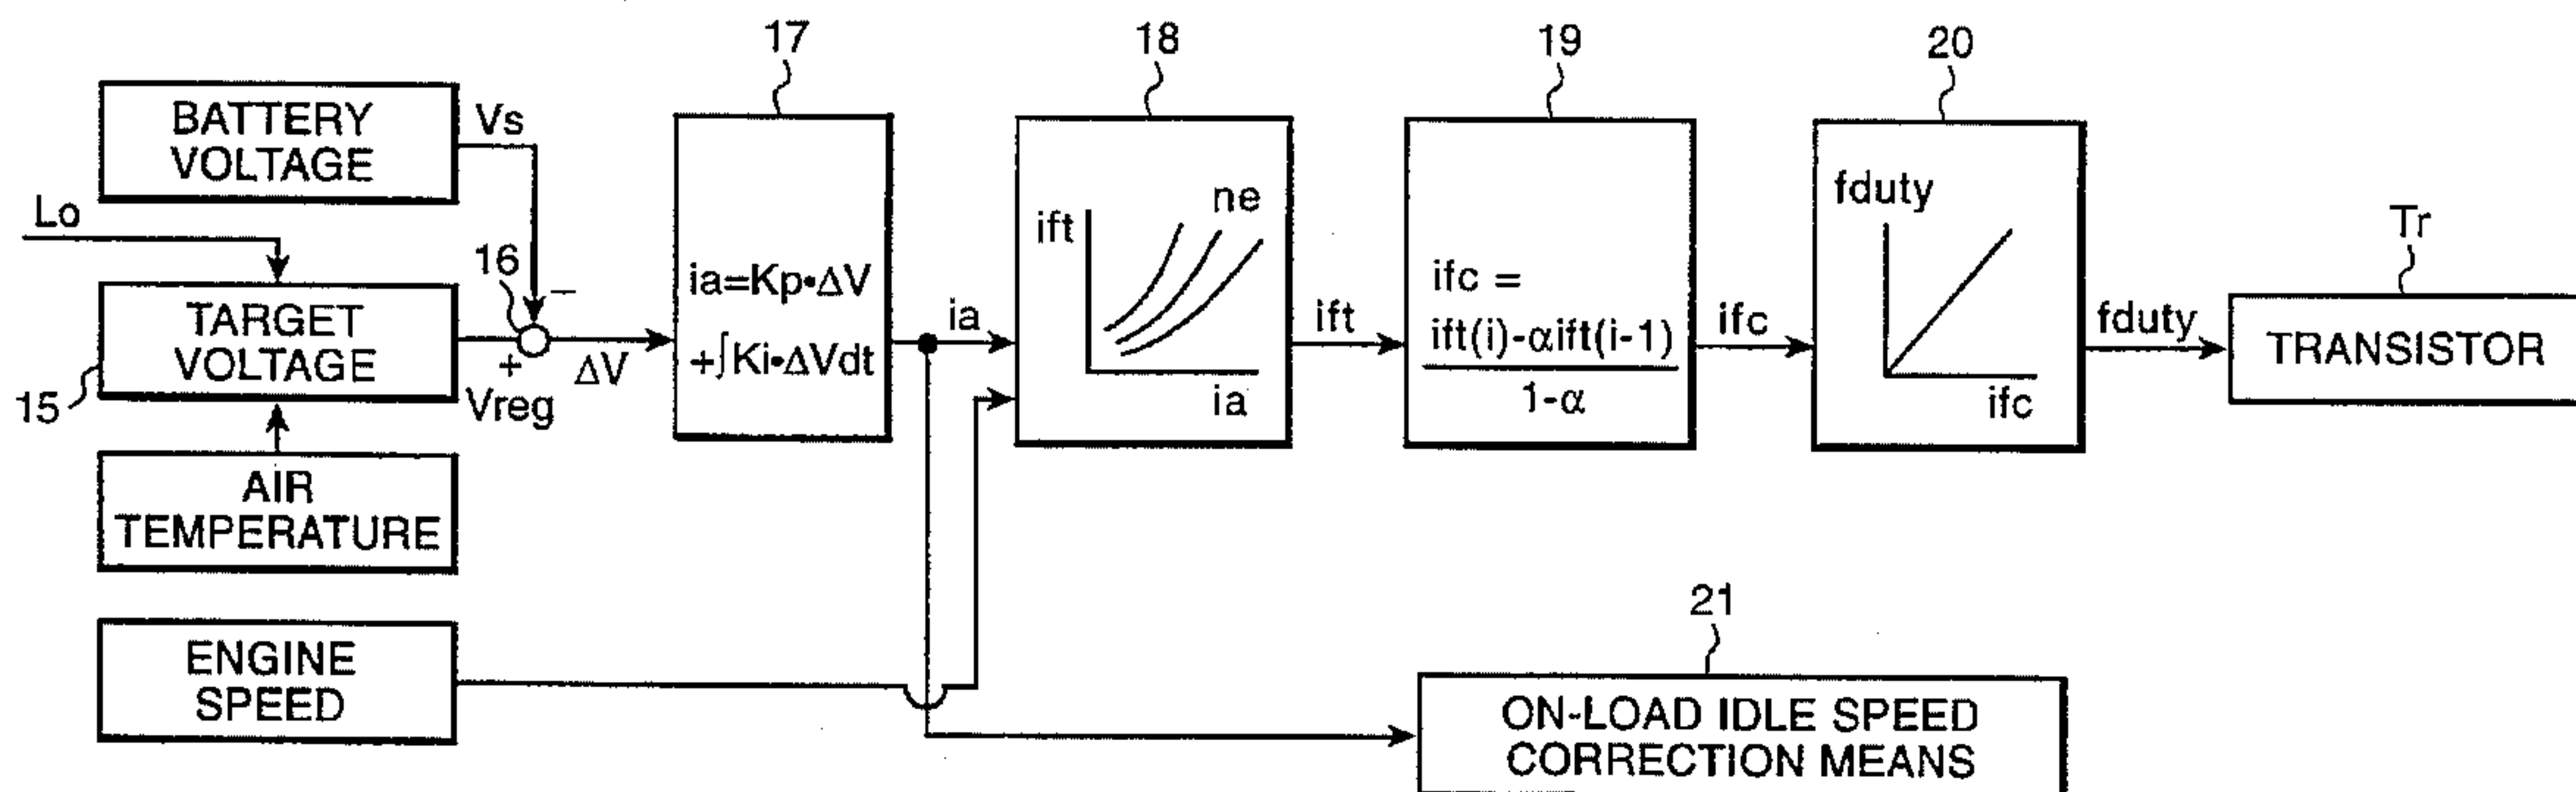 17
18
19
20
BATTERY
VOLTAGE
Vs
Lo
16
−
TARGET
VOLTAGE
15
+
Vreg
ΔV
AIR
TEMPERATURE
ENGINE
SPEED
ia=Kp•ΔV
+∫Ki•ΔVdt
ia
ift
ne
ia
ift
ifc =
ift(i)-αift(i-1)
1-α
ifc
fduty
ifc
fduty
Tr
TRANSISTOR
21
ON-LOAD IDLE SPEED
CORRECTION MEANS